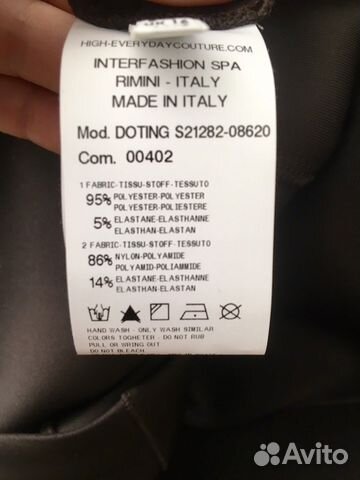 HIGH-EVERYDAYCOUTURE.COM
INTERFASHION SPA
RIMINI - ITALY
MADE IN ITALY
Mod. DOTING S21282-08620
Com. 00402
1 FABRIC-TISSU-STOFF-TESSUTO
95% POLYESTER-POLYESTER
POLYESTER-POLIESTERE
5% ELASTANE-ELASTHANNE
ELASTHAN-ELASTAN
2 FABRIC-TISSU-STOFF-TESSUTO
86% NYLON-POLYAMIDE
POLYAMID-POLIAMMIDE
14% ELASTANE-ELASTHANNE
ELASTHAN-ELASTAN
HAND WASH - ONLY WASH SIMILAR
COLORS TOGHETER - DO NOT RUB
PULL OR WRING OUT
DO NOT BLEACH
Avito